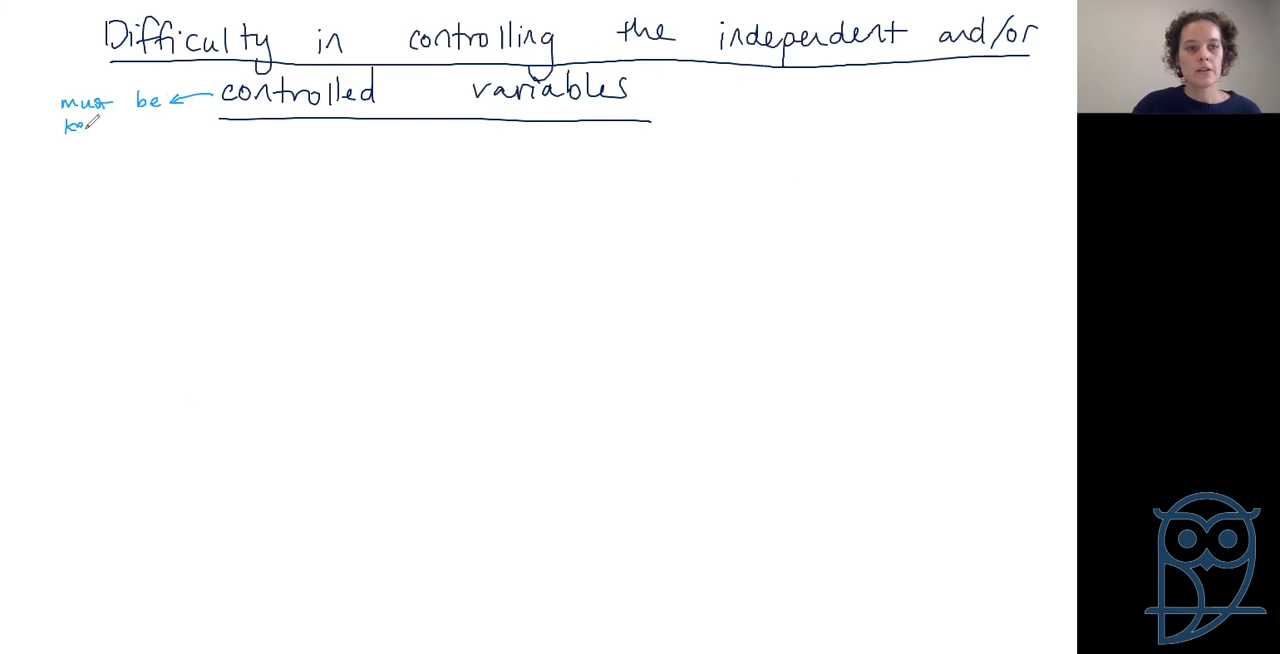 Difficulty in controlling the independent and/or
controlled variables
must be